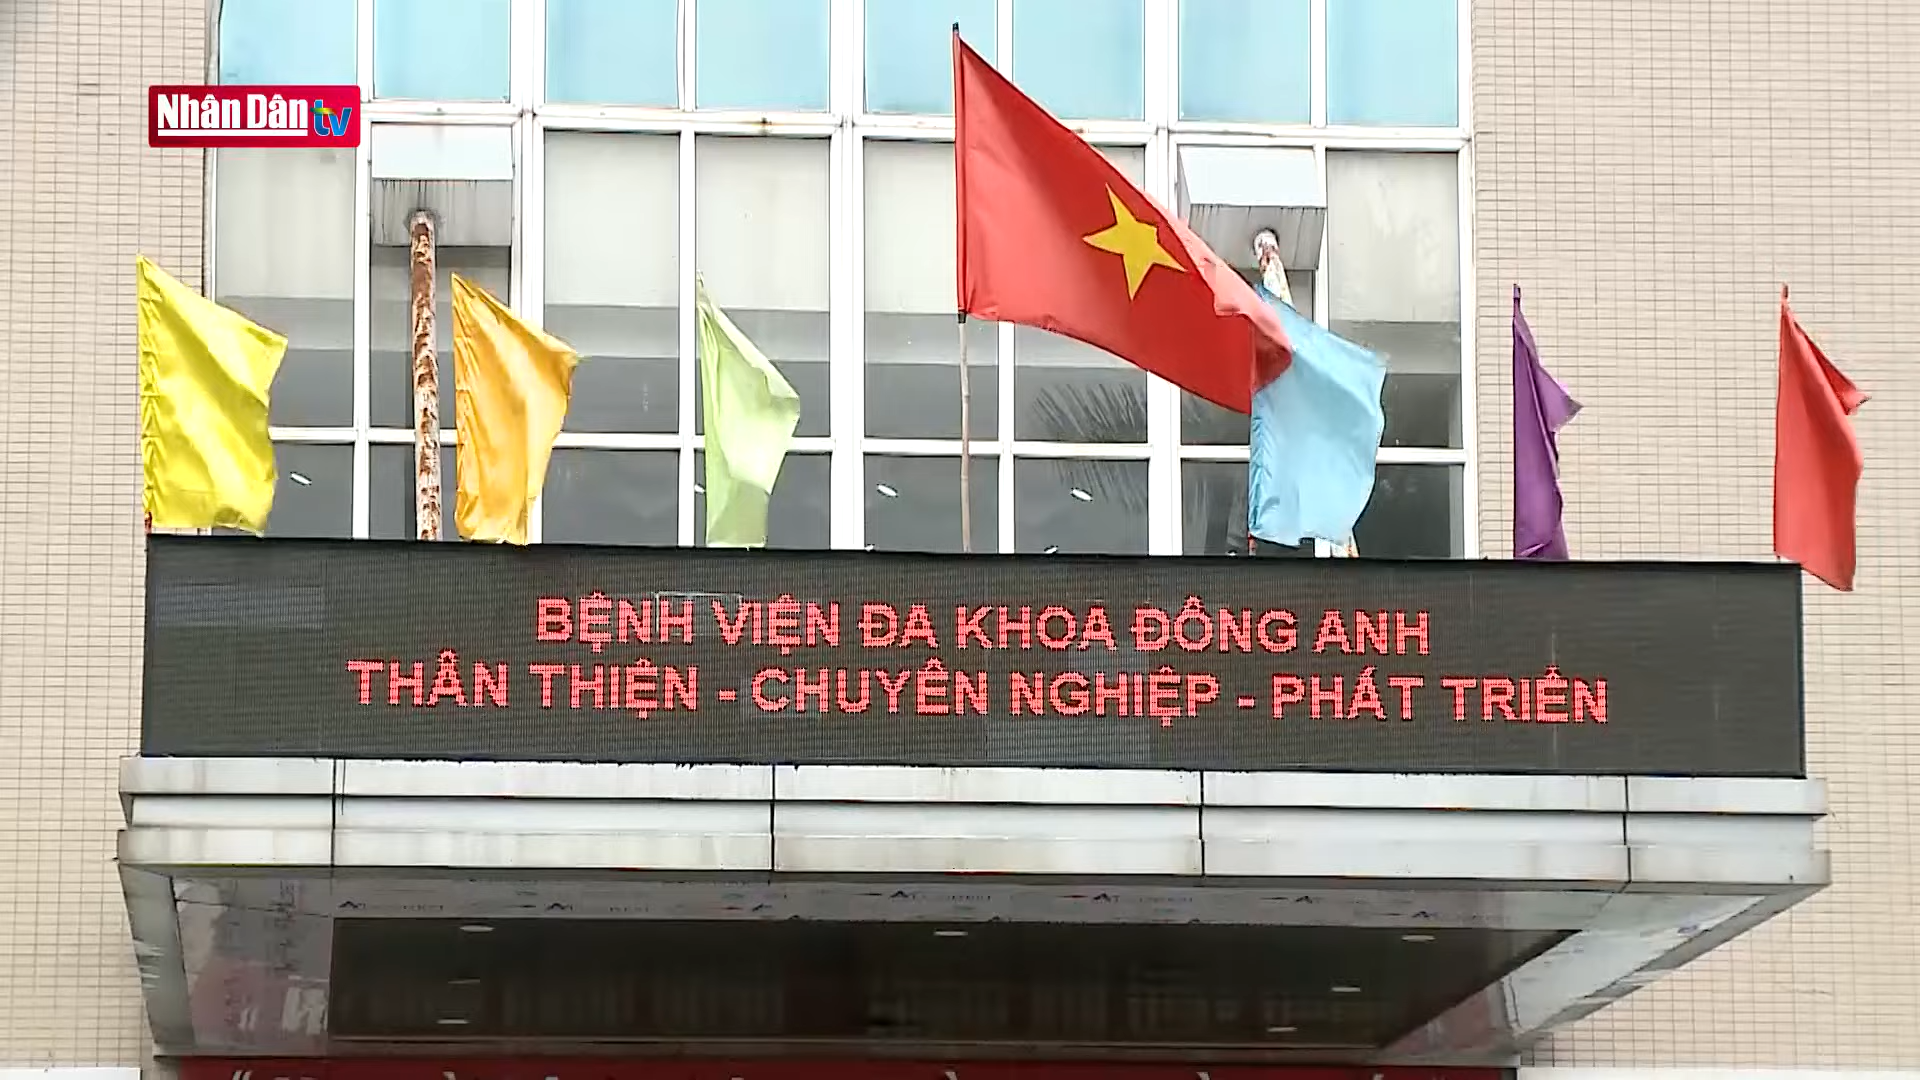 Nhân Dân tv
BỆNH VIỆN ĐA KHOA ĐÔNG ANH
THÂN THIỆN - CHUYÊN NGHIỆP - PHÁT TRIỂN